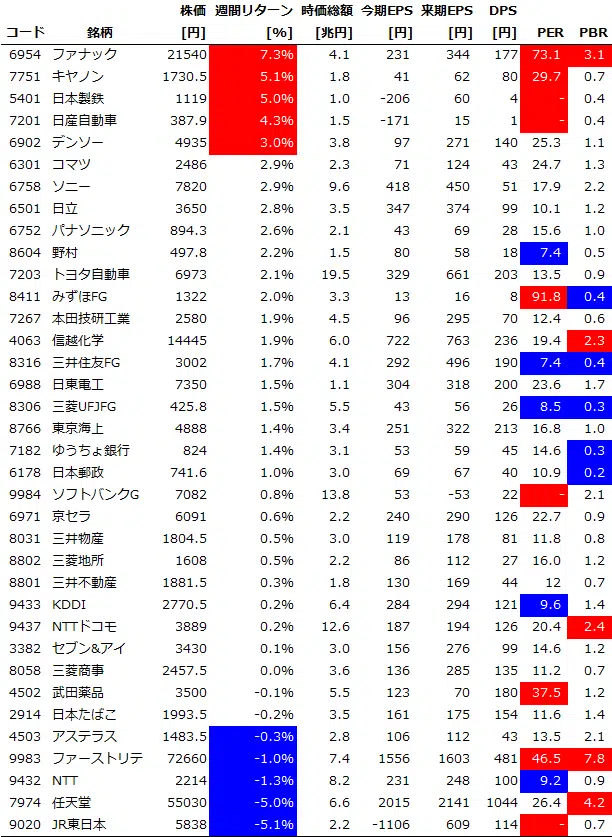 コード 銘柄 株価 [円] 週間リターン [%] 時価総額 [兆円] 今期EPS [円] 来期EPS [円] DPS [円] PER PBR
6954 ファナック 21540 7.3% 4.1 231 344 177 73.1 3.1
7751 キヤノン 1730.5 5.1% 1.8 41 62 80 29.7 0.7
5401 日本製鉄 1119 5.0% 1.0 -206 60 4 - 0.4
7201 日産自動車 387.9 4.3% 1.5 -171 15 1 - 0.4
6902 デンソー 4935 3.0% 3.8 97 271 140 25.3 1.1
6301 コマツ 2486 2.9% 2.3 71 124 43 24.7 1.3
6758 ソニー 7820 2.9% 9.6 418 450 51 17.9 2.2
6501 日立 3650 2.8% 3.5 347 374 99 10.1 1.2
6752 パナソニック 894.3 2.6% 2.1 43 69 28 15.6 1.0
8604 野村 497.8 2.2% 1.5 80 58 18 7.4 0.5
7203 トヨタ自動車 6973 2.1% 19.5 329 661 203 13.5 0.9
8411 みずほFG 1322 2.0% 3.3 13 16 8 91.8 0.4
7267 本田技研工業 2580 1.9% 4.5 96 295 70 12.4 0.6
4063 信越化学 14445 1.9% 6.0 722 763 236 19.4 2.3
8316 三井住友FG 3002 1.7% 4.1 292 496 190 7.4 0.4
6988 日東電工 7350 1.5% 1.1 304 318 200 23.6 1.7
8306 三菱UFJFG 425.8 1.4% 5.5 43 56 26 8.5 0.3
8766 東京海上 4888 1.4% 3.4 251 322 213 16.8 1.0
7182 ゆうちょ銀行 824 1.4% 3.1 53 59 45 14.6 0.3
6178 日本郵政 741.6 1.0% 3.0 69 67 40 10.9 0.2
9984 ソフトバンクG 7082 0.8% 13.8 53 -53 22 - 2.1
6971 京セラ 6091 0.6% 2.2 240 290 126 22.7 0.9
8031 三井物産 1804.5 0.5% 3.0 119 178 81 11.8 0.8
8802 三菱地所 1608 0.5% 2.2 86 112 27 16.0 1.2
8801 三井不動産 1881.5 0.3% 1.8 130 169 44 12 0.7
9433 KDDI 2770.5 0.2% 6.4 284 294 121 9.6 1.4
9437 NTTドコモ 3889 0.2% 12.6 187 194 126 20.4 2.4
3382 セブン&アイ 3430 0.1% 3.0 156 276 99 14.6 1.2
8058 三菱商事 2457.5 0.0% 3.6 136 285 135 11.2 0.7
4502 武田薬品 3500 -0.1% 5.5 123 70 180 37.5 1.2
2914 日本たばこ 1993.5 -0.2% 3.5 161 175 154 11.6 1.4
4503 アステラス 1483.5 -0.3% 2.8 106 112 43 13.5 2.1
9983 ファーストリテ 72660 -1.0% 7.4 1556 1603 481 46.5 7.8
9432 NTT 2214 -1.3% 8.2 231 248 100 9.2 0.9
7974 任天堂 55030 -5.0% 6.6 2015 2141 1044 26.4 4.2
9020 JR東日本 5838 -5.1% 2.2 -1106 609 114 - 0.7